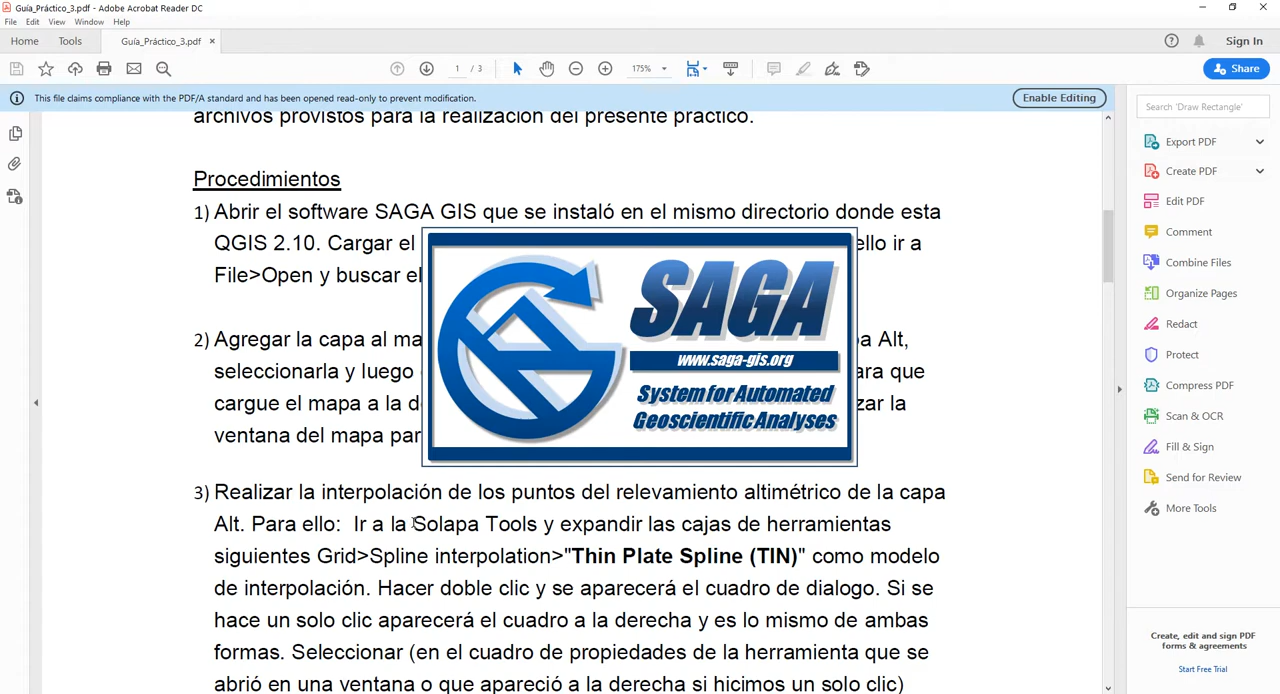 Guía_Práctico_3.pdf - Adobe Acrobat Reader DC
File Edit View Window Help
Home Tools Guía_Práctico_3.pdf × Sign In
1 / 3 175% Share
This file claims compliance with the PDF/A standard and has been opened read-only to prevent modification. Enable Editing
archivos provistos para la realización del presente práctico.
Procedimientos
1) Abrir el software SAGA GIS que se instaló en el mismo directorio donde esta
QGIS 2.10. Cargar el ello ir a
File>Open y buscar el
2) Agregar la capa al ma pa Alt,
seleccionarla y luego ara que
cargue el mapa a la de zar la
ventana del mapa par
SAGA
www.saga-gis.org
System for Automated
Geoscientific Analyses
3) Realizar la interpolación de los puntos del relevamiento altimétrico de la capa
Alt. Para ello: Ir a la Solapa Tools y expandir las cajas de herramientas
siguientes Grid>Spline interpolation>"Thin Plate Spline (TIN)" como modelo
de interpolación. Hacer doble clic y se aparecerá el cuadro de dialogo. Si se
hace un solo clic aparecerá el cuadro a la derecha y es lo mismo de ambas
formas. Seleccionar (en el cuadro de propiedades de la herramienta que se
abrió en una ventana o que apareció a la derecha si hicimos un solo clic)
Search 'Draw Rectangle'
Export PDF
Create PDF
Edit PDF
Comment
Combine Files
Organize Pages
Redact
Protect
Compress PDF
Scan & OCR
Fill & Sign
Send for Review
More Tools
Create, edit and sign PDF
forms & agreements
Start Free Trial